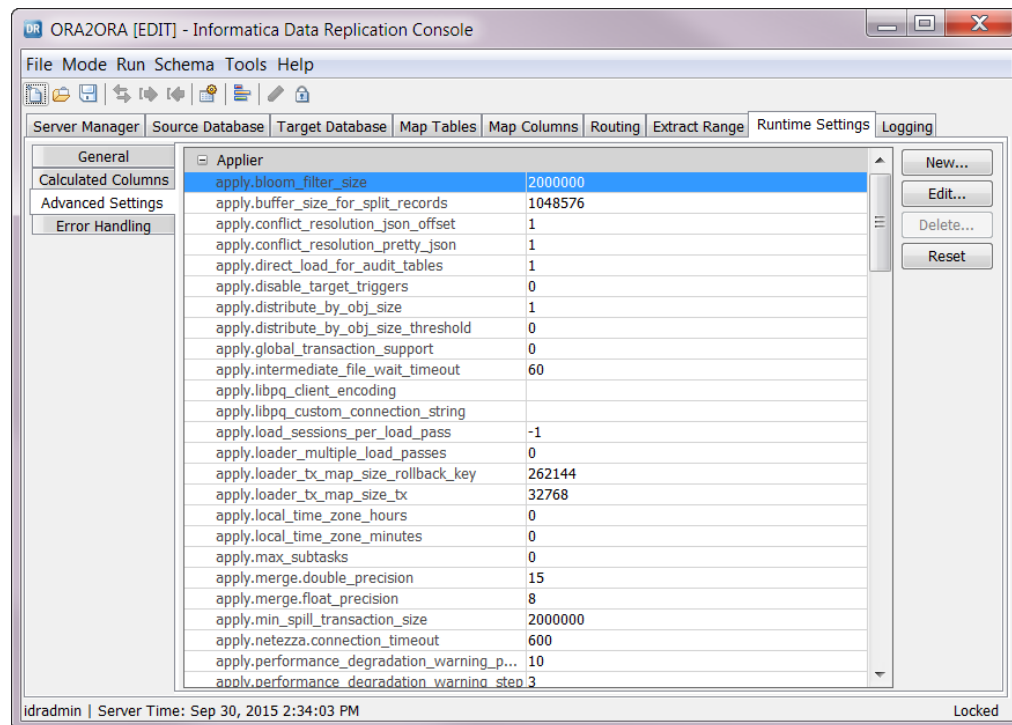 DR ORA2ORA [EDIT] - Informatica Data Replication Console
File Mode Run Schema Tools Help
Server Manager Source Database Target Database Map Tables Map Columns Routing Extract Range Runtime Settings Logging
General
Calculated Columns
Advanced Settings
Error Handling
Applier
apply.bloom_filter_size 2000000
apply.buffer_size_for_split_records 1048576
apply.conflict_resolution_json_offset 1
apply.conflict_resolution_pretty_json 1
apply.direct_load_for_audit_tables 1
apply.disable_target_triggers 0
apply.distribute_by_obj_size 1
apply.distribute_by_obj_size_threshold 0
apply.global_transaction_support 0
apply.intermediate_file_wait_timeout 60
apply.libpq_client_encoding
apply.libpq_custom_connection_string
apply.load_sessions_per_load_pass -1
apply.loader_multiple_load_passes 0
apply.loader_tx_map_size_rollback_key 262144
apply.loader_tx_map_size_tx 32768
apply.local_time_zone_hours 0
apply.local_time_zone_minutes 0
apply.max_subtasks 0
apply.merge.double_precision 15
apply.merge.float_precision 8
apply.min_spill_transaction_size 2000000
apply.netezza.connection_timeout 600
apply.performance_degradation_warning_p... 10
apply.performance_degradation_warning_step 3
New...
Edit...
Delete...
Reset
idradmin | Server Time: Sep 30, 2015 2:34:03 PM Locked